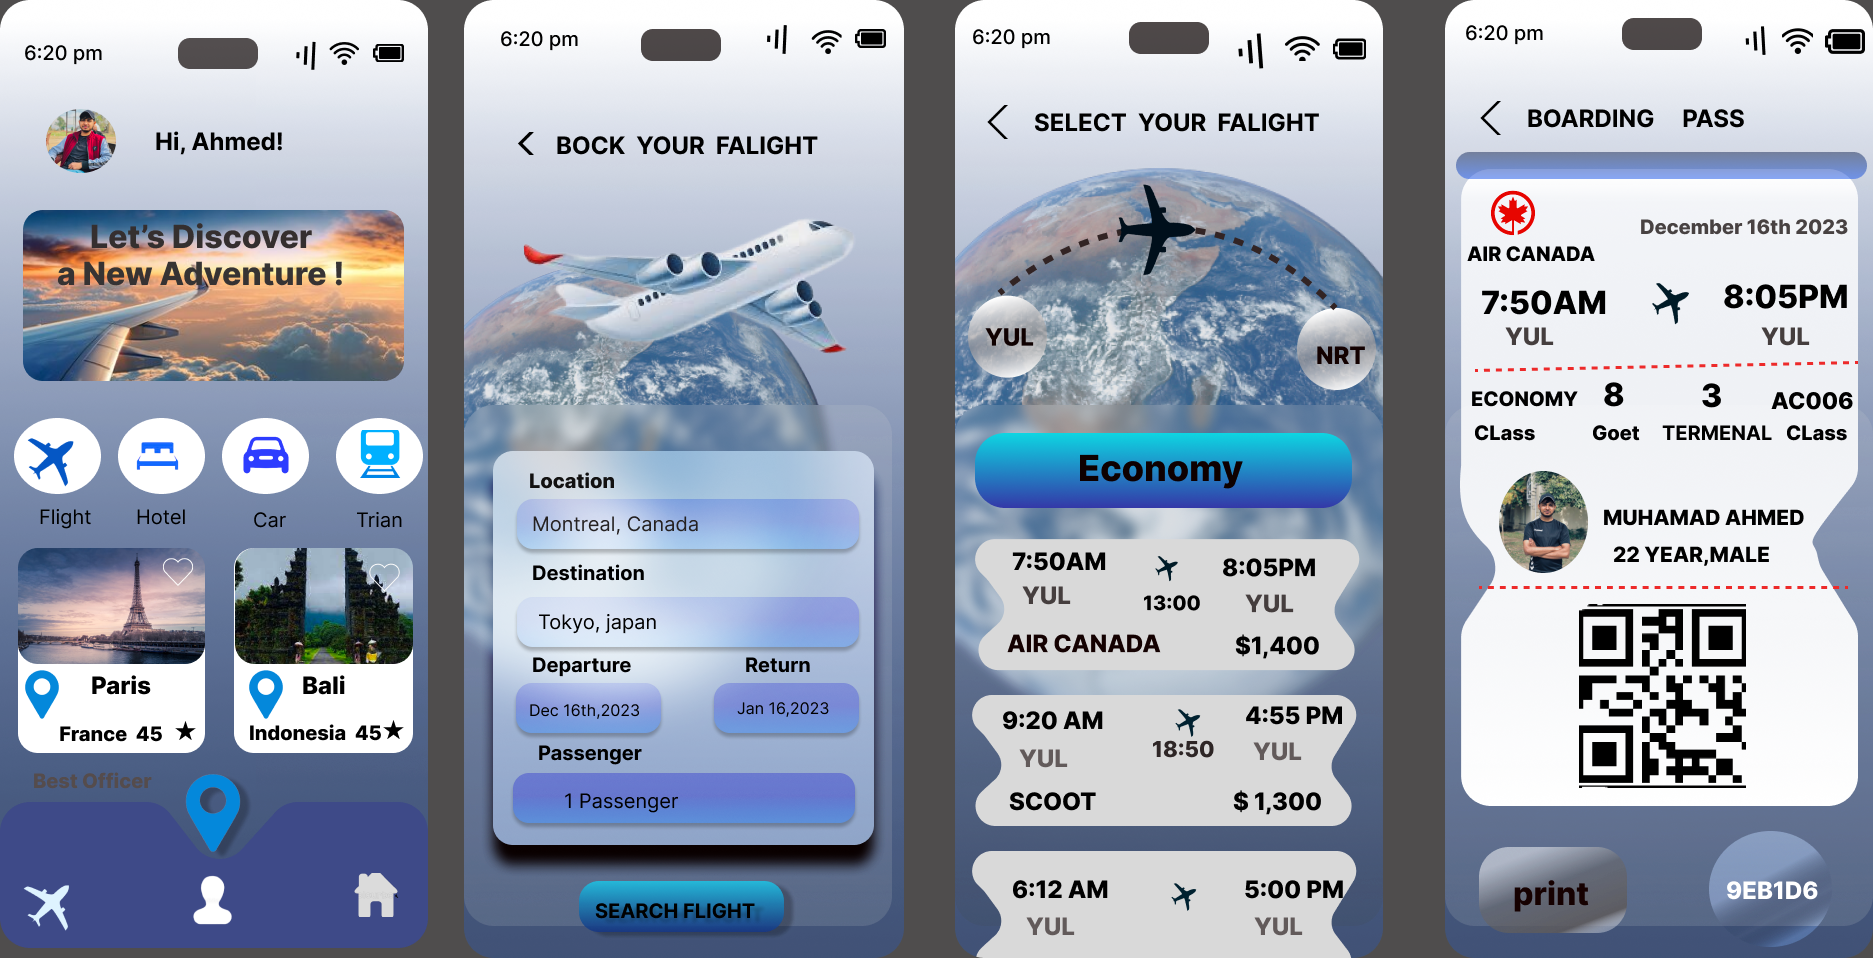 6:20 pm
Hi, Ahmed!
Let's Discover
a New Adventure !
Flight
Hotel
Car
Trian
Paris
France 45 ★
Bali
Indonesia 45★
Best Officer
6:20 pm
BOCK YOUR FALIGHT
Location
Montreal, Canada
Destination
Tokyo, japan
Departure
Return
Dec 16th,2023
Jan 16,2023
Passenger
1 Passenger
SEARCH FLIGHT
6:20 pm
SELECT YOUR FALIGHT
YUL
NRT
Economy
7:50AM
8:05PM
YUL
13:00
YUL
AIR CANADA
$1,400
9:20 AM
4:55 PM
YUL
18:50
YUL
SCOOT
$ 1,300
6:12 AM
5:00 PM
YUL
YUL
6:20 pm
BOARDING PASS
December 16th 2023
AIR CANADA
7:50AM
8:05PM
YUL
YUL
ECONOMY
8
3
AC006
CLass
Goet
TERMENAL
CLass
MUHAMAD AHMED
22 YEAR,MALE
print
9EB1D6